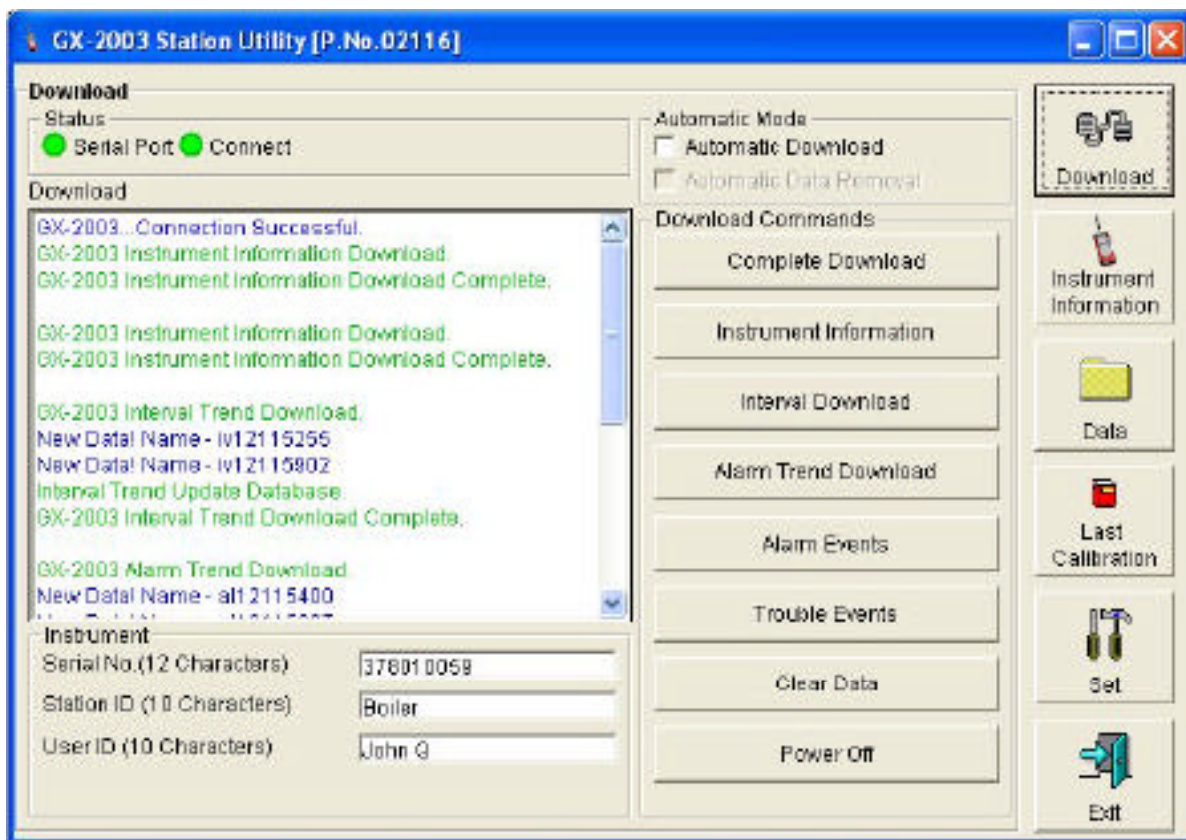 GX-2003 Station Utility [P.No.02116]
Download
Status
Serial Port
Connect
Download
GX-2003...Connection Successful.
GX-2003 Instrument Information Download.
GX-2003 Instrument Information Download Complete.
GX-2003 Instrument Information Download.
GX-2003 Instrument Information Download Complete.
GX-2003 Interval Trend Download.
New Data! Name - iv12115256
New Data! Name - iv12115902
Interval Trend Update Database.
GX-2003 Interval Trend Download Complete.
GX-2003 Alarm Trend Download.
New Data! Name - al12115400
Instrument
Serial No.(12 Characters)
378010059
Station ID (10 Characters)
Boiler
User ID (10 Characters)
John G
Automatic Mode
Automatic Download
Automatic Data Removal
Download Commands
Complete Download
Instrument Information
Interval Download
Alarm Trend Download
Alarm Events
Trouble Events
Clear Data
Power Off
Download
Instrument
Information
Data
Last
Calibration
Set
Exit